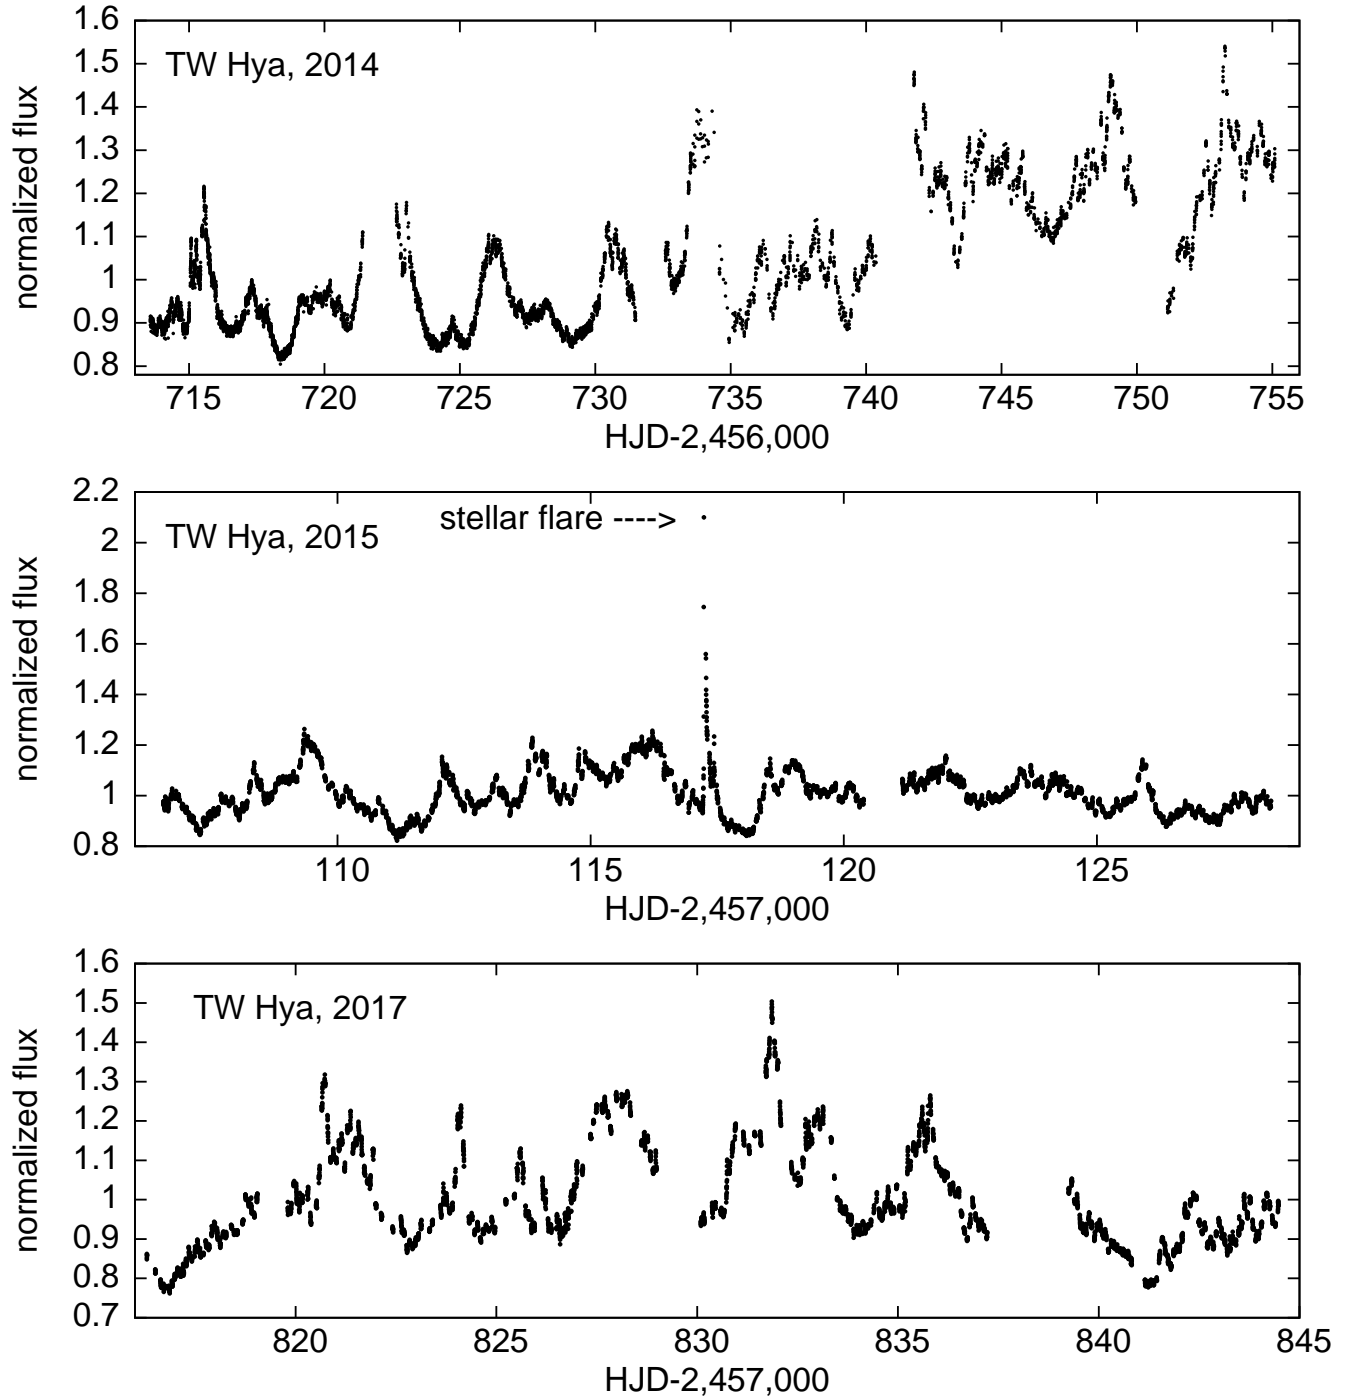 1.6
1.5
1.4
1.3
1.2
1.1
1
0.9
0.8
normalized flux
TW Hya, 2014
715 720 725 730 735 740 745 750 755
HJD-2,456,000
2.2
2
1.8
1.6
1.4
1.2
1
0.8
normalized flux
stellar flare ---->
TW Hya, 2015
110 115 120 125
HJD-2,457,000
1.6
1.5
1.4
1.3
1.2
1.1
1
0.9
0.8
0.7
normalized flux
TW Hya, 2017
820 825 830 835 840 845
HJD-2,457,000